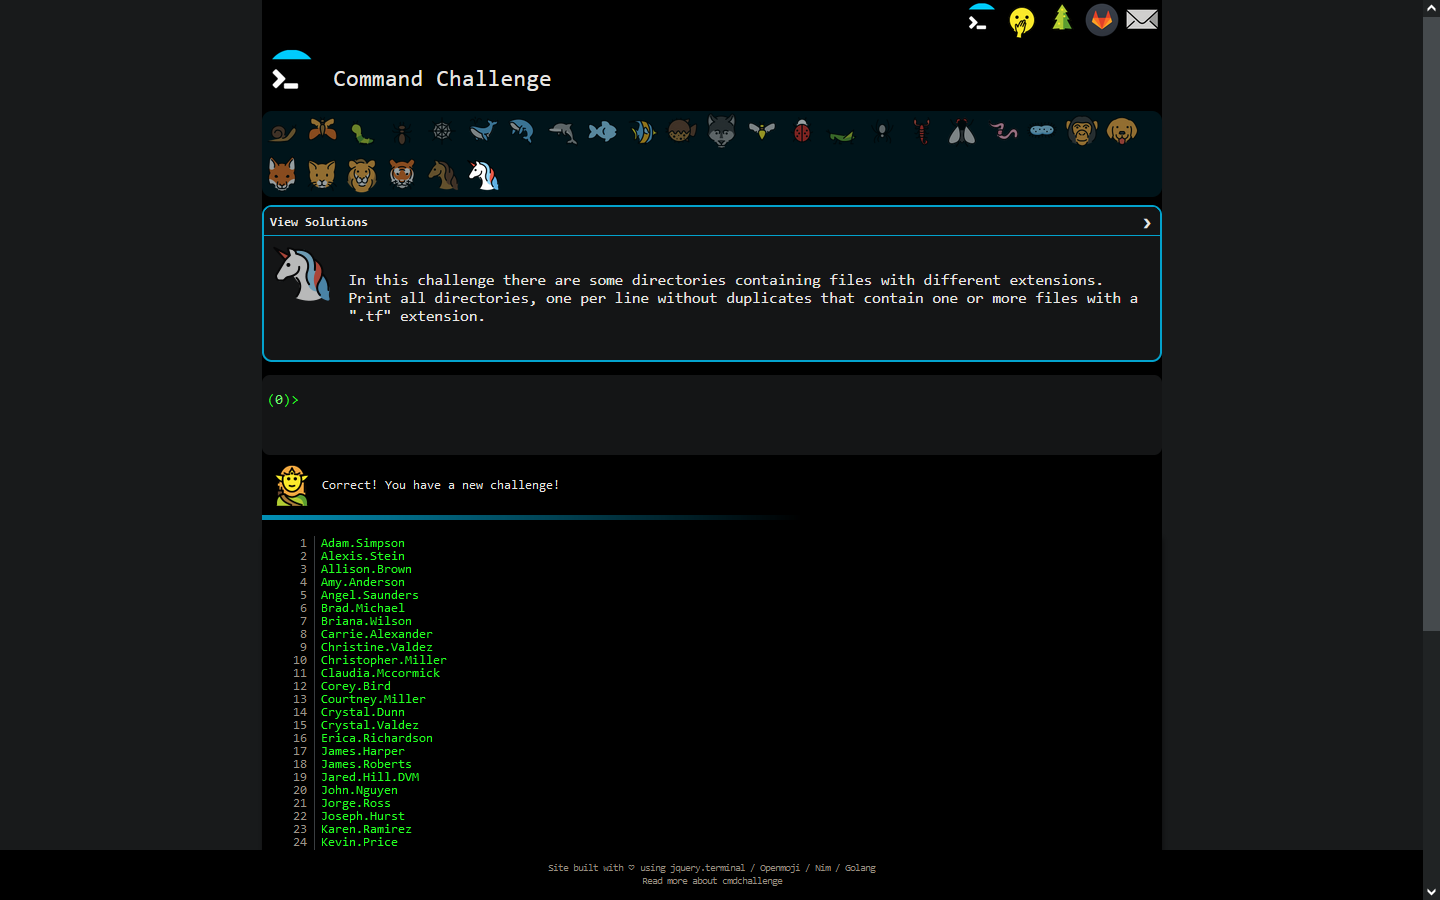 Command Challenge
View Solutions
In this challenge there are some directories containing files with different extensions.
Print all directories, one per line without duplicates that contain one or more files with a
".tf" extension.
(0)>
Correct! You have a new challenge!
1 Adam.Simpson
2 Alexis.Stein
3 Allison.Brown
4 Amy.Anderson
5 Angel.Saunders
6 Brad.Michael
7 Briana.Wilson
8 Carrie.Alexander
9 Christine.Valdez
10 Christopher.Miller
11 Claudia.Mccormick
12 Corey.Bird
13 Courtney.Miller
14 Crystal.Dunn
15 Crystal.Valdez
16 Erica.Richardson
17 James.Harper
18 James.Roberts
19 Jared.Hill.DVM
20 John.Nguyen
21 Jorge.Ross
22 Joseph.Hurst
23 Karen.Ramirez
24 Kevin.Price
Site built with ♡ using jquery.terminal / Openmoji / Nim / Golang
Read more about cmdchallenge